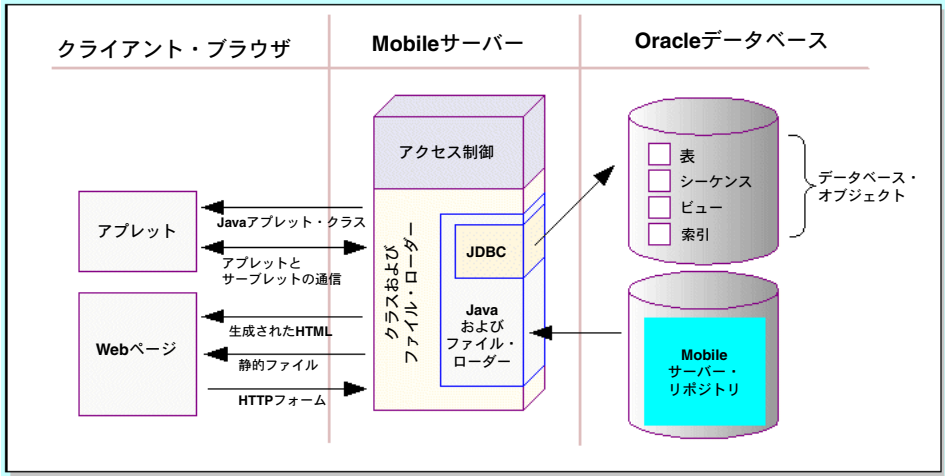 クライアント・ブラウザ
Mobileサーバー
Oracleデータベース
アクセス制御
表
シーケンス
ビュー
索引
データベース・
オブジェクト
アプレット
Javaアプレット・クラス
アプレットと
サーブレットの通信
クラスおよび
ファイル・ローダー
JDBC
Java
および
ファイル・
ローダー
Webページ
生成されたHTML
静的ファイル
HTTPフォーム
Mobile
サーバー・
リポジトリ